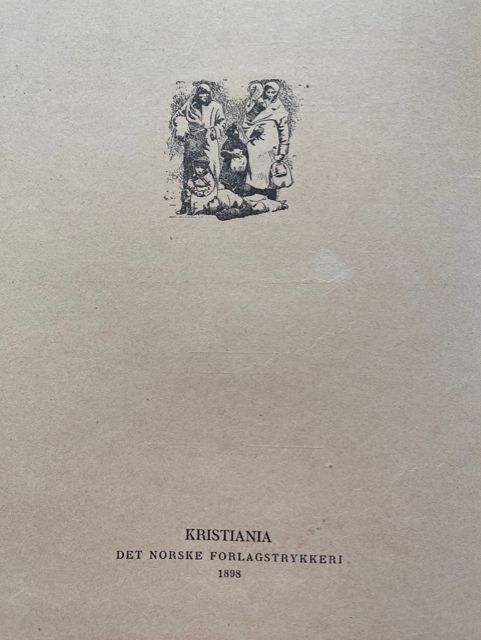 KRISTIANIA
DET NORSKE FORLAGSTRYKKERI
1898